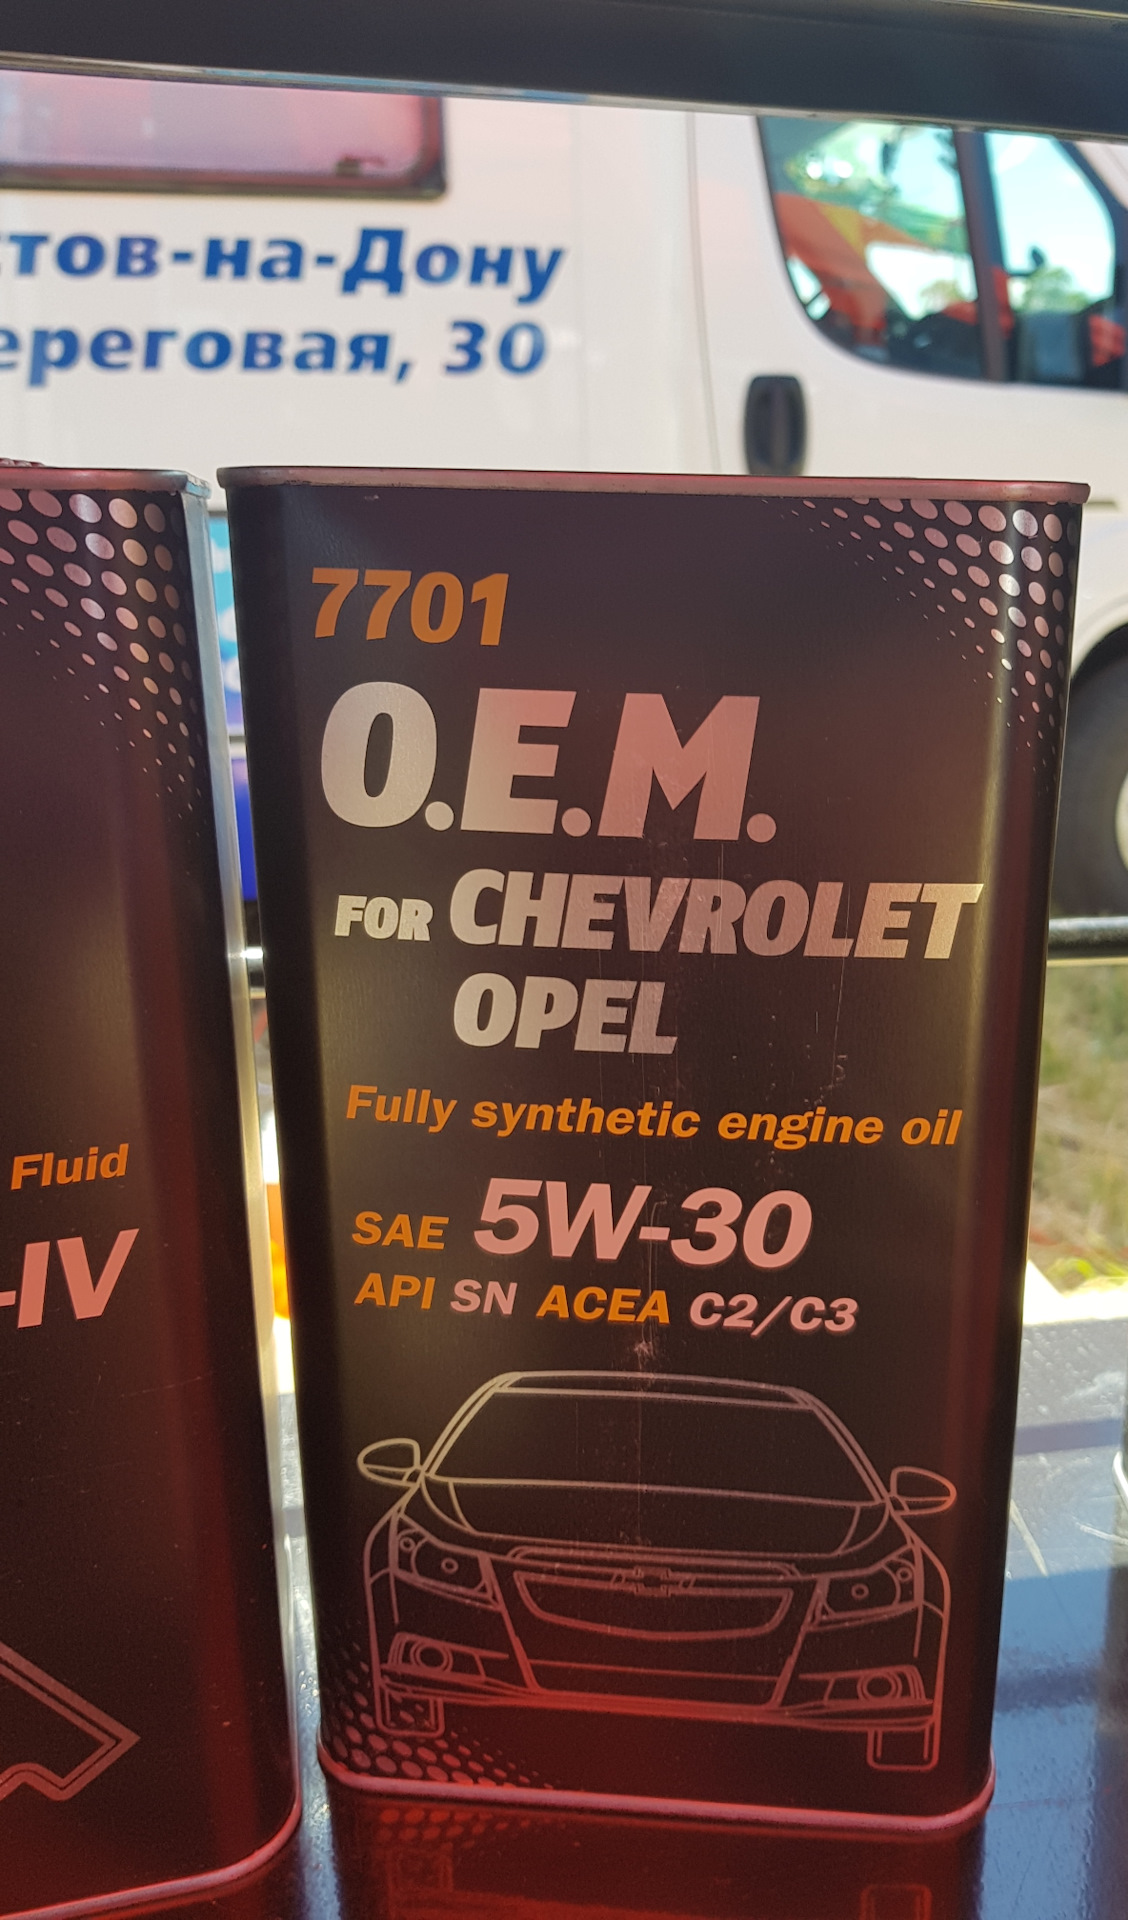 стов-на-Дону
ереговая, 30
7701
O.E.M.
FOR CHEVROLET
OPEL
Fully synthetic engine oil
SAE 5W-30
API SN ACEA C2/C3
Fluid
-IV